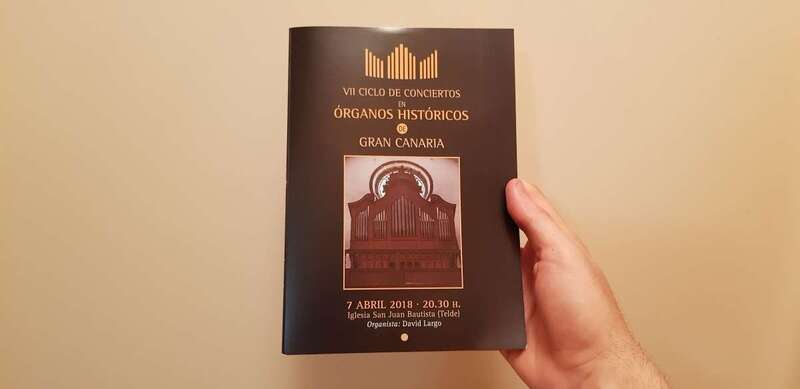 VII CICLO DE CONCIERTOS
EN
ÓRGANOS HISTÓRICOS
DE
GRAN CANARIA
7 ABRIL 2018 · 20.30 H.
Iglesia San Juan Bautista (Telde)
Organista: David Largo